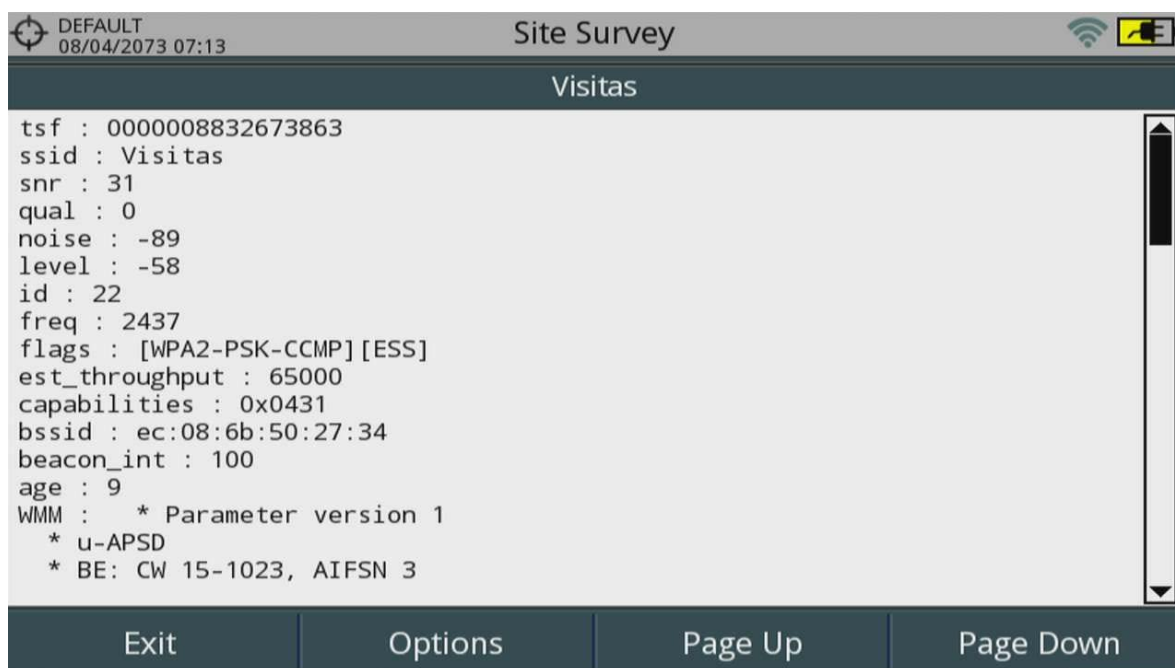 DEFAULT
08/04/2073 07:13
Site Survey
Visitas
tsf : 0000008832673863
ssid : Visitas
snr : 31
qual : 0
noise : -89
level : -58
id : 22
freq : 2437
flags : [WPA2-PSK-CCMP][ESS]
est_throughput : 65000
capabilities : 0x0431
bssid : ec:08:6b:50:27:34
beacon_int : 100
age : 9
WMM :   * Parameter version 1
* u-APSD
* BE: CW 15-1023, AIFSN 3
Exit
Options
Page Up
Page Down